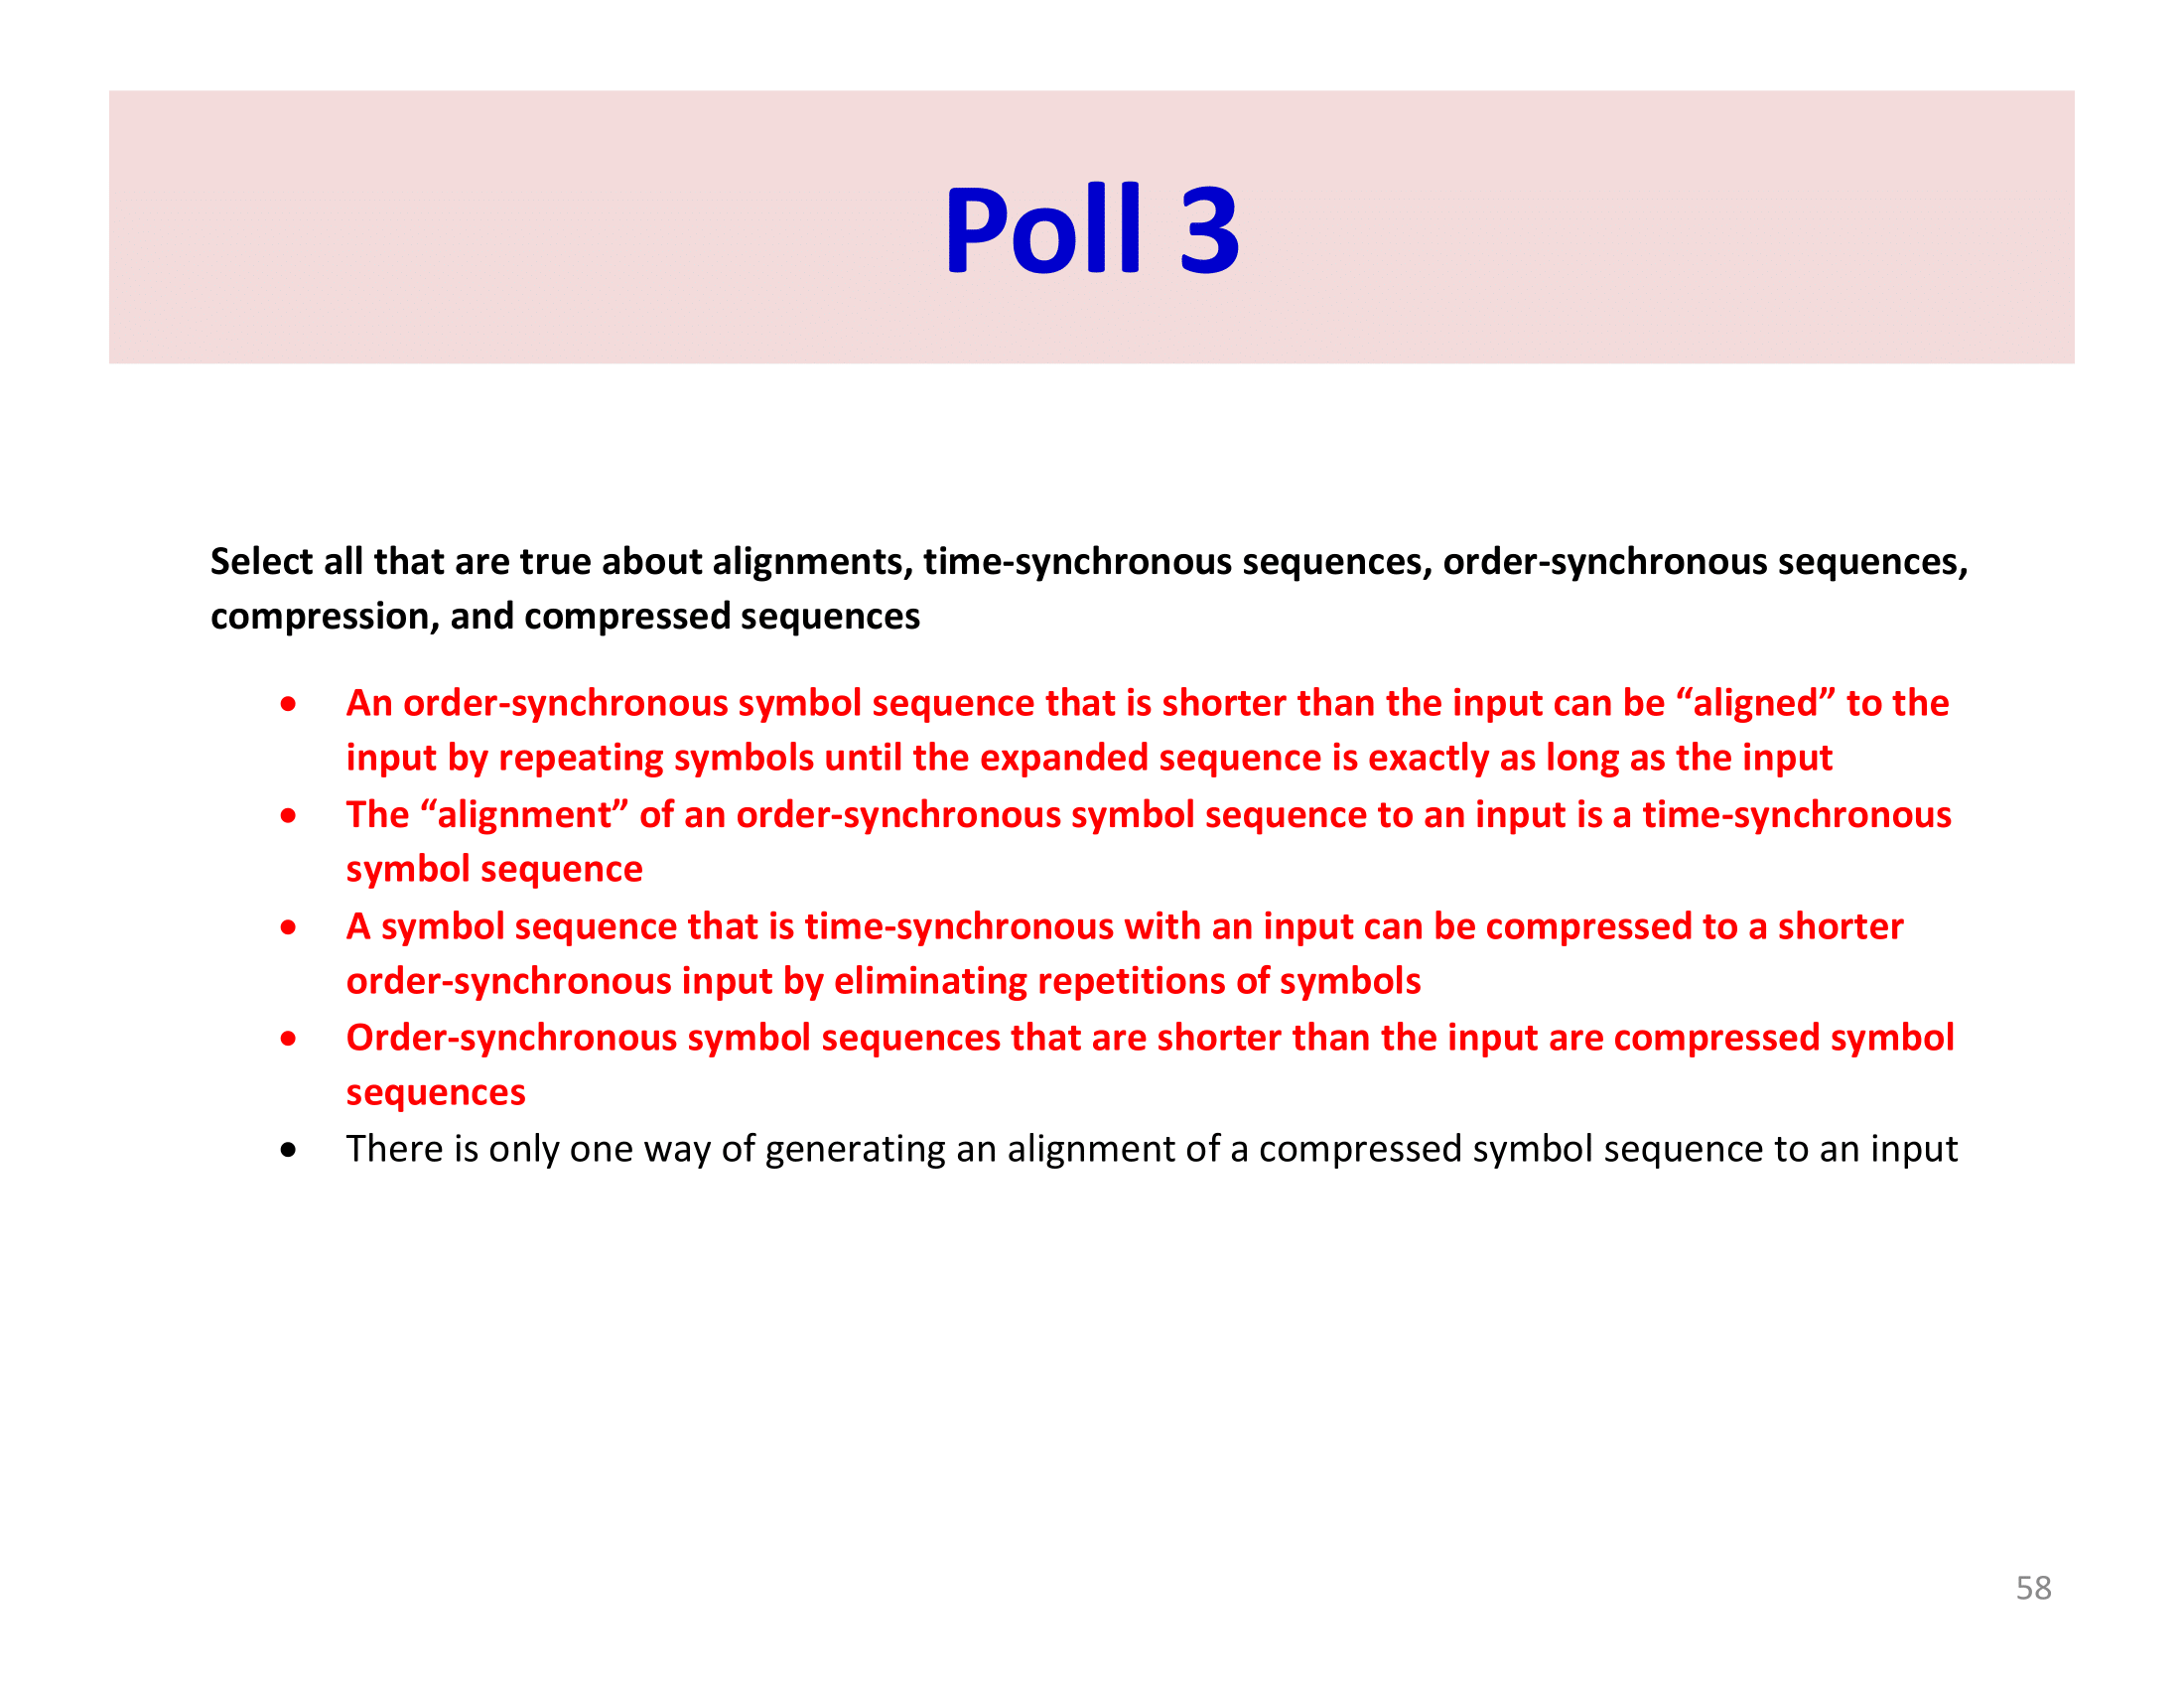 Poll 3
Select all that are true about alignments, time-synchronous sequences, order-synchronous sequences,
compression, and compressed sequences
• An order-synchronous symbol sequence that is shorter than the input can be “aligned” to the
input by repeating symbols until the expanded sequence is exactly as long as the input
• The “alignment” of an order-synchronous symbol sequence to an input is a time-synchronous
symbol sequence
• A symbol sequence that is time-synchronous with an input can be compressed to a shorter
order-synchronous input by eliminating repetitions of symbols
• Order-synchronous symbol sequences that are shorter than the input are compressed symbol
sequences
• There is only one way of generating an alignment of a compressed symbol sequence to an input
58